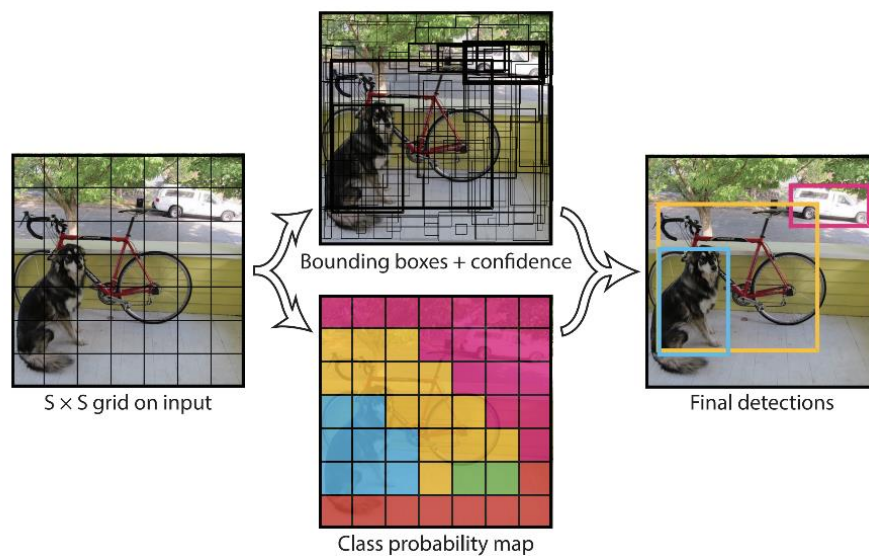 Bounding boxes + confidence
S × S grid on input
Final detections
Class probability map